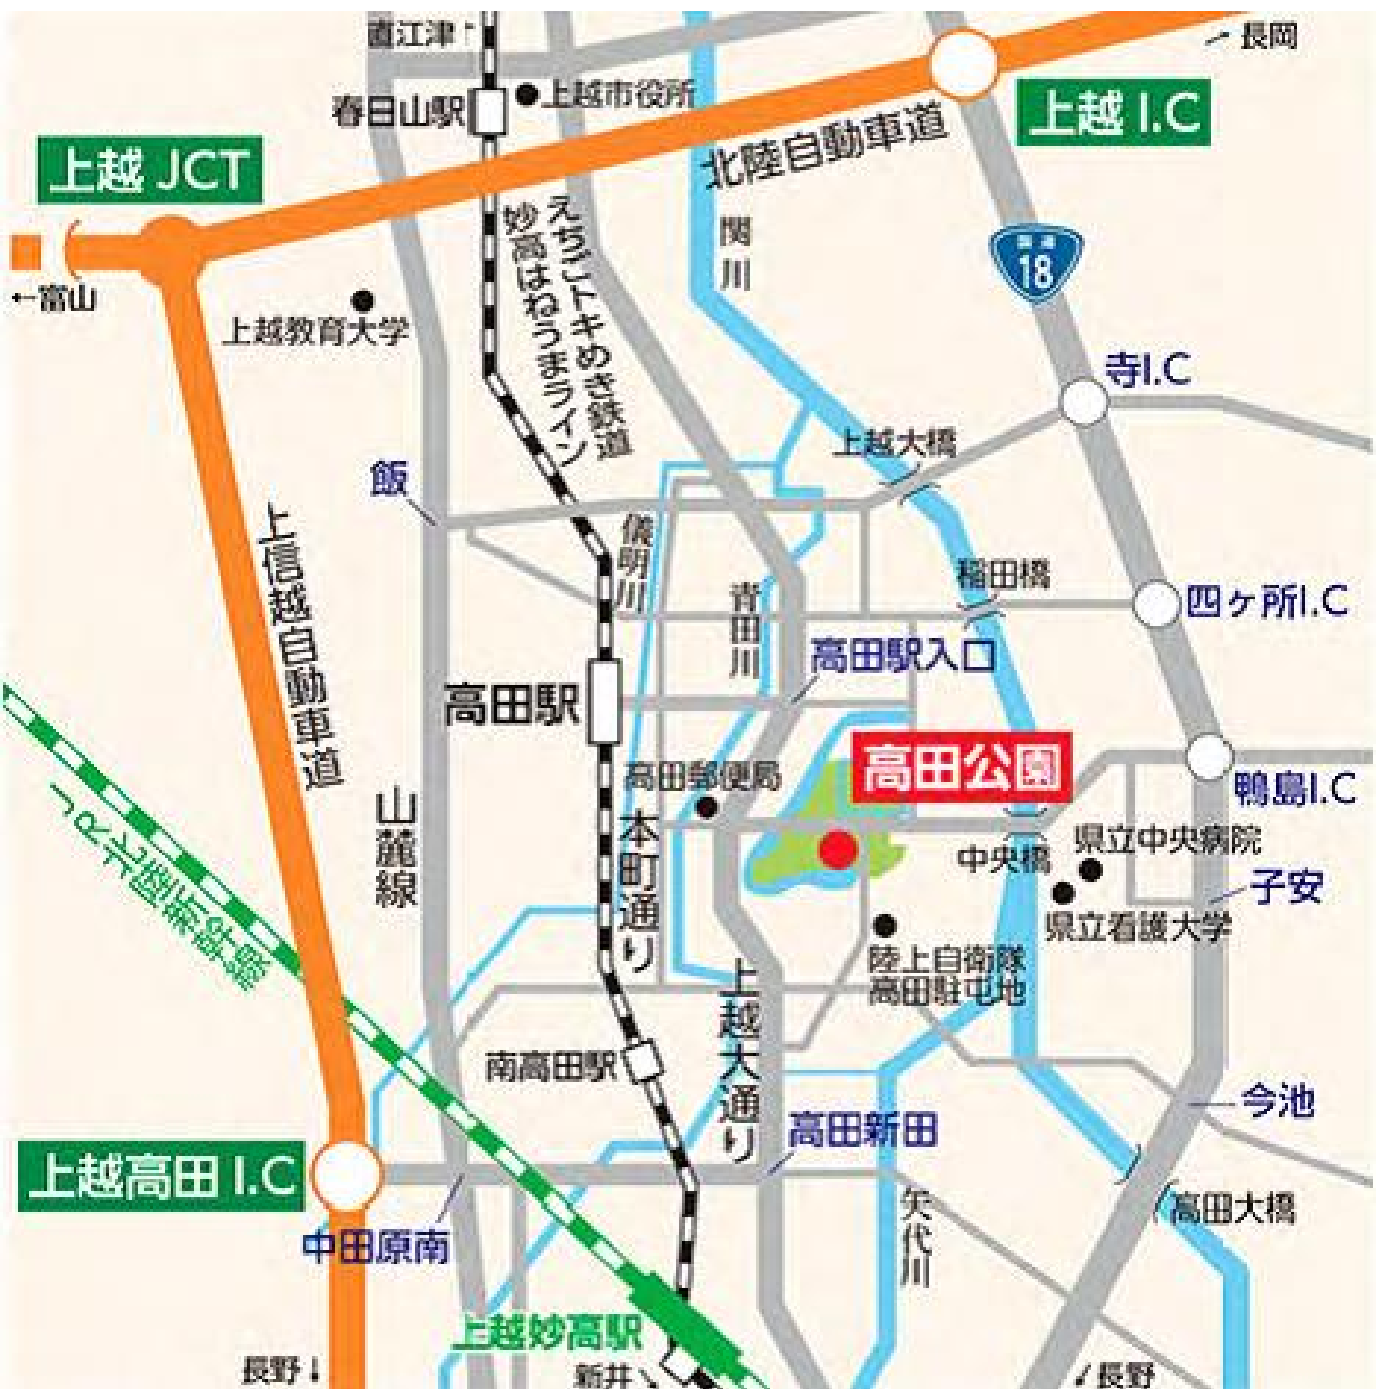 直江津↑
→長岡
春日山駅
上越市役所
上越 I.C
上越 JCT
北陸自動車道
えちごトキめき鉄道
妙高はねうまライン
関川
国道
18
←富山
上越教育大学
寺I.C
上越大橋
飯
上信越自動車道
儀明川
青田川
稲田橋
四ヶ所I.C
高田駅入口
高田駅
高田公園
高田郵便局
鴨島I.C
JR北陸新幹線
山麓線
本町通り
中央橋
県立中央病院
子安
県立看護大学
陸上自衛隊
高田駐屯地
上越大通り
南高田駅
今池
高田新田
上越高田 I.C
矢代川
高田大橋
中田原南
上越妙高駅
長野↓
新井↘
↙長野